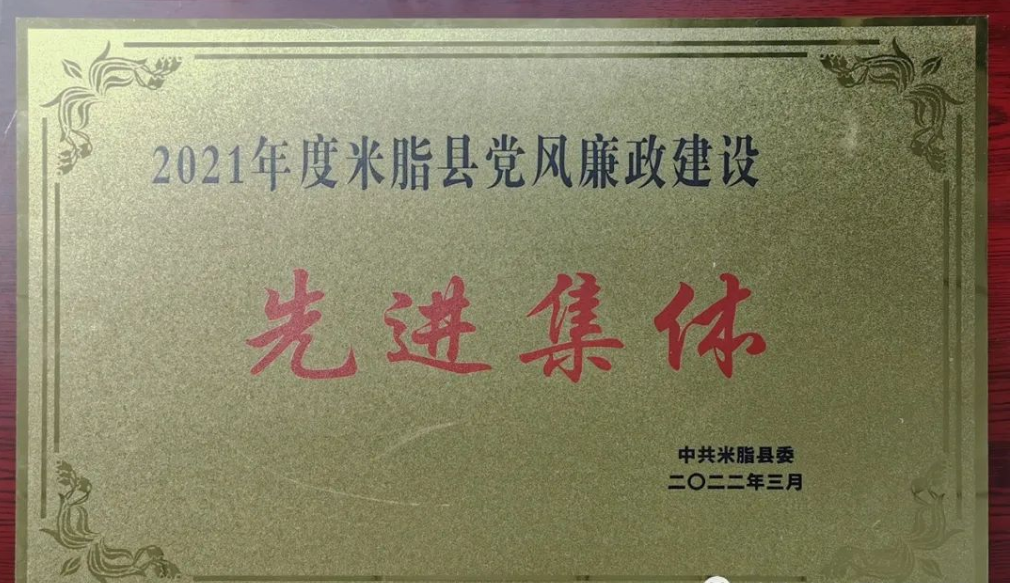 2021年度米脂县党风廉政建设
先进集体
中共米脂县委
二〇二二年三月